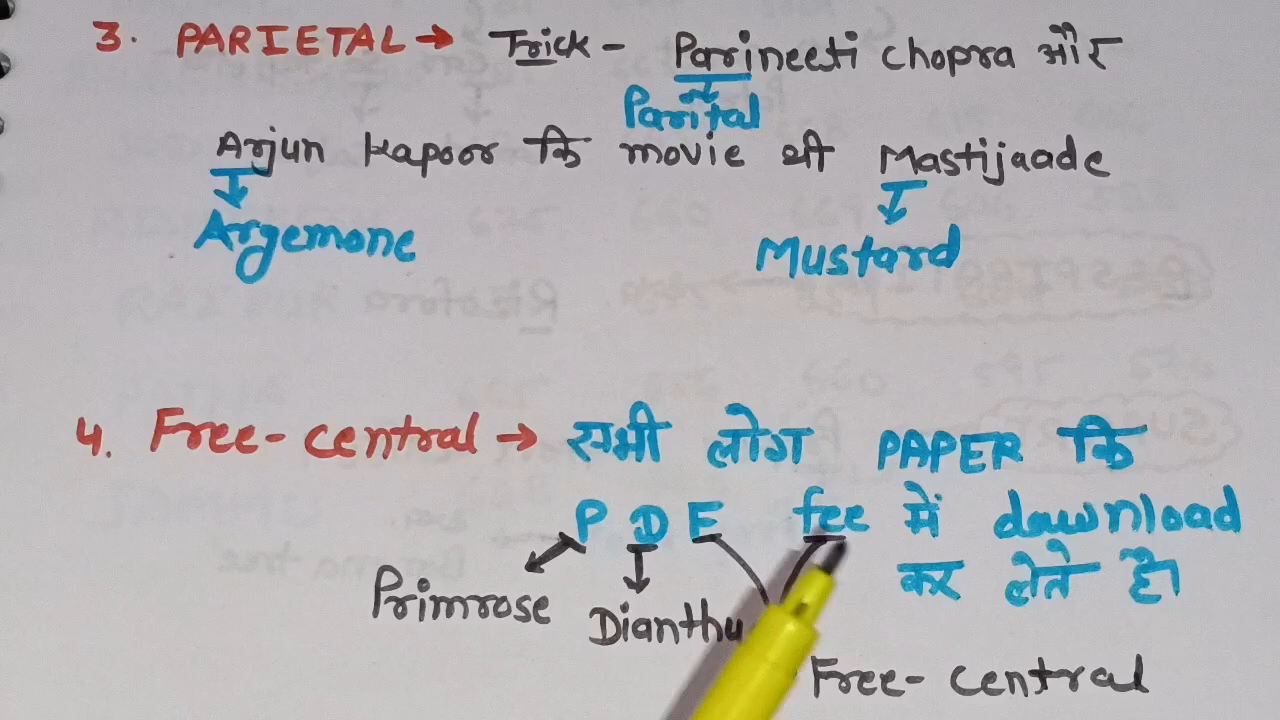 3. PARIETAL → Trick - Parineeti chopra और
Parital
Arjun Kapoor कि movie थी Mastijaade
Argemone Mustard
4. Free-central → सभी लोग PAPER कि
P D F fee में download
कर लेते है।
Primrose Dianthu
Free-central